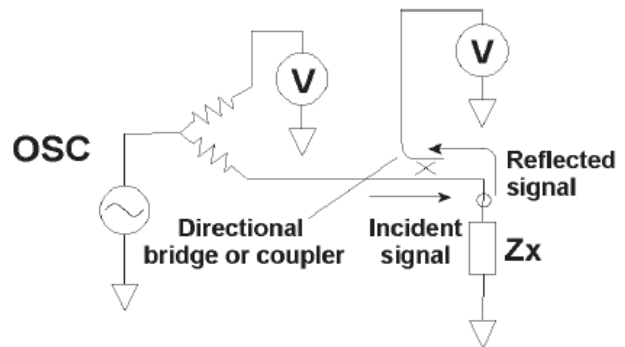 V
V
OSC
Reflected
signal
Directional
bridge or coupler
Incident
signal
Zx